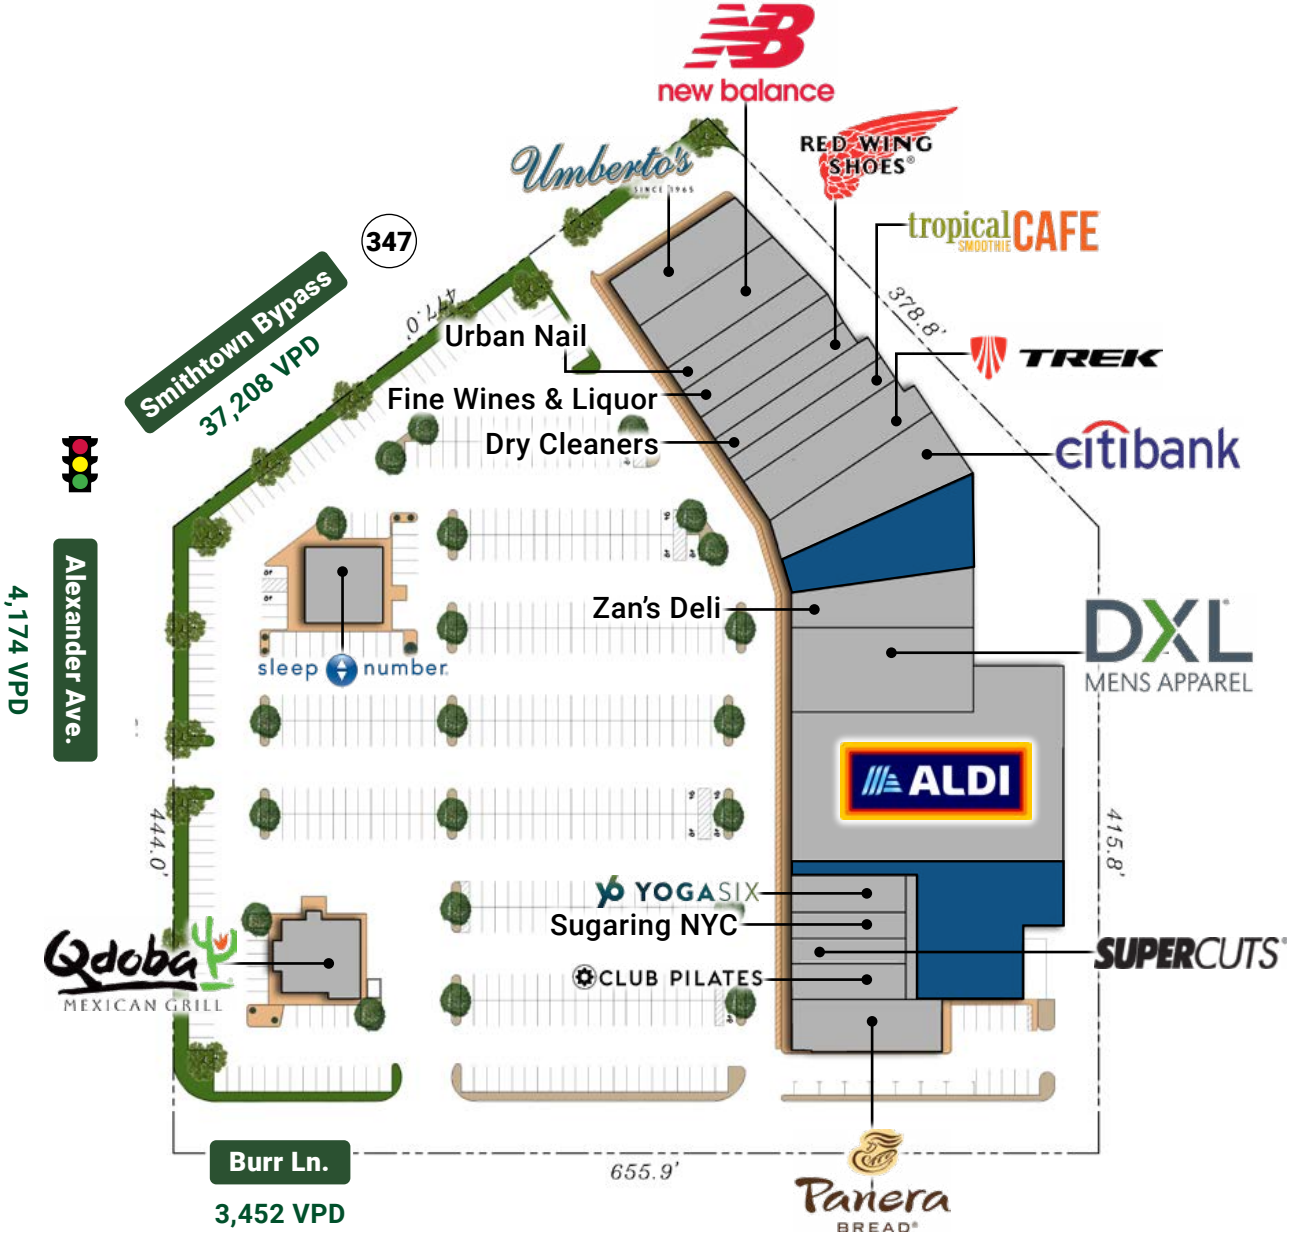 NB
new balance
RED WING
SHOES®
Umberto's
SINCE 1965
tropical CAFE
SMOOTHIE
347
Smithtown Bypass
37,208 VPD
477.0'
378.8'
Urban Nail
TREK
Fine Wines & Liquor
Dry Cleaners
citibank
Alexander Ave.
4,174 VPD
Zan's Deli
DXL
MENS APPAREL
sleep number.
ALDI
444.0'
415.8'
y6 YOGASIX
Sugaring NYC
Qdoba
MEXICAN GRILL
SUPERCUTS®
CLUB PILATES
Burr Ln.
3,452 VPD
655.9'
Panera
BREAD®